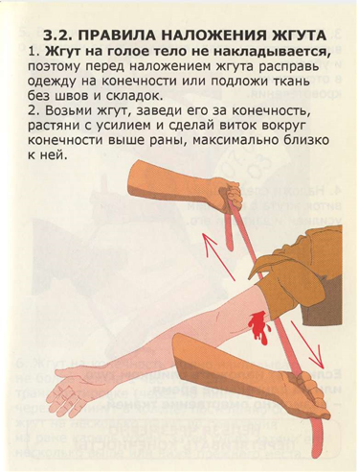 3.2. ПРАВИЛА НАЛОЖЕНИЯ ЖГУТА
1. Жгут на голое тело не накладывается,
поэтому перед наложением жгута расправь
одежду на конечности или подложи ткань
без швов и складок.
2. Возьми жгут, заведи его за конечность,
растяни с усилием и сделай виток вокруг
конечности выше раны, максимально близко
к ней.